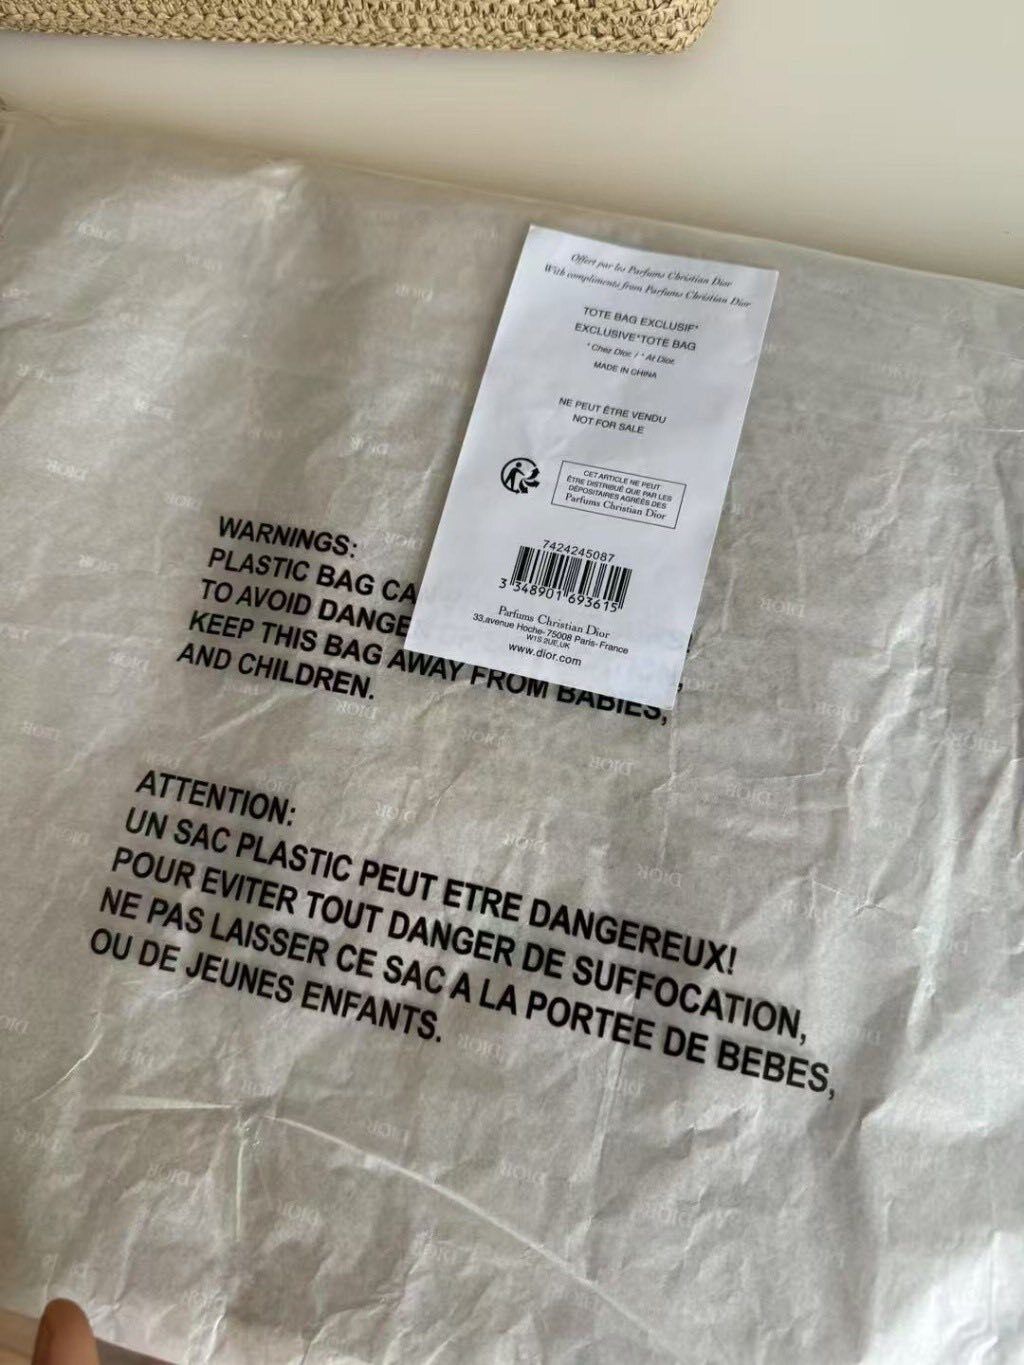 Offert par les Parfums Christian Dior
With compliments from Parfums Christian Dior
TOTE BAG EXCLUSIF*
EXCLUSIVE*TOTE BAG
* Chez Dior. / * At Dior.
MADE IN CHINA
NE PEUT ÊTRE VENDU
NOT FOR SALE
CET ARTICLE NE PEUT
ÊTRE DISTRIBUÉ QUE PAR LES
DÉPOSITAIRES AGRÉÉS DES
Parfums Christian Dior
7424245087
3 348901 693615
Parfums Christian Dior
33,avenue Hoche- 75008 Paris- France
W1S 2UE,UK
www.dior.com
WARNINGS:
PLASTIC BAG CA
TO AVOID DANGE
KEEP THIS BAG AWAY FROM BABIES,
AND CHILDREN.
ATTENTION:
UN SAC PLASTIC PEUT ETRE DANGEREUX!
POUR EVITER TOUT DANGER DE SUFFOCATION,
NE PAS LAISSER CE SAC A LA PORTEE DE BEBES,
OU DE JEUNES ENFANTS.
DIOR